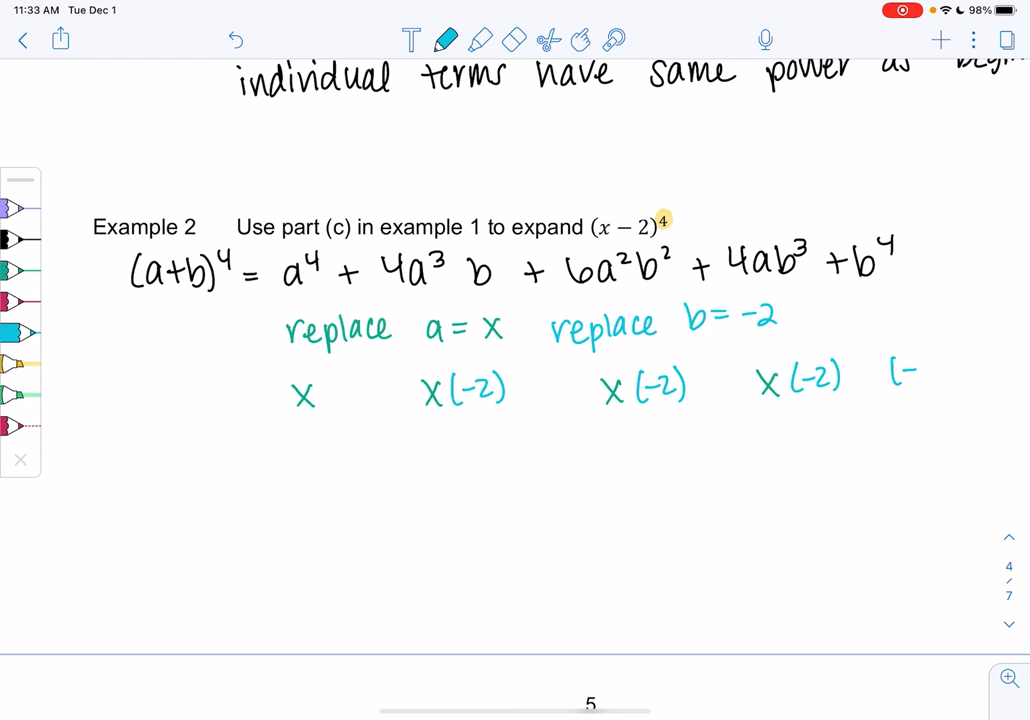 11:33 AM Tue Dec 1 98%
T
individual terms have same power as
Example 2 Use part (c) in example 1 to expand (x − 2)⁴
(a+b)⁴ = a⁴ + 4a³ b + 6a²b² + 4ab³ + b⁴
replace a = x replace b = -2
x x (-2) x (-2) x (-2) (-
4
/
7
5